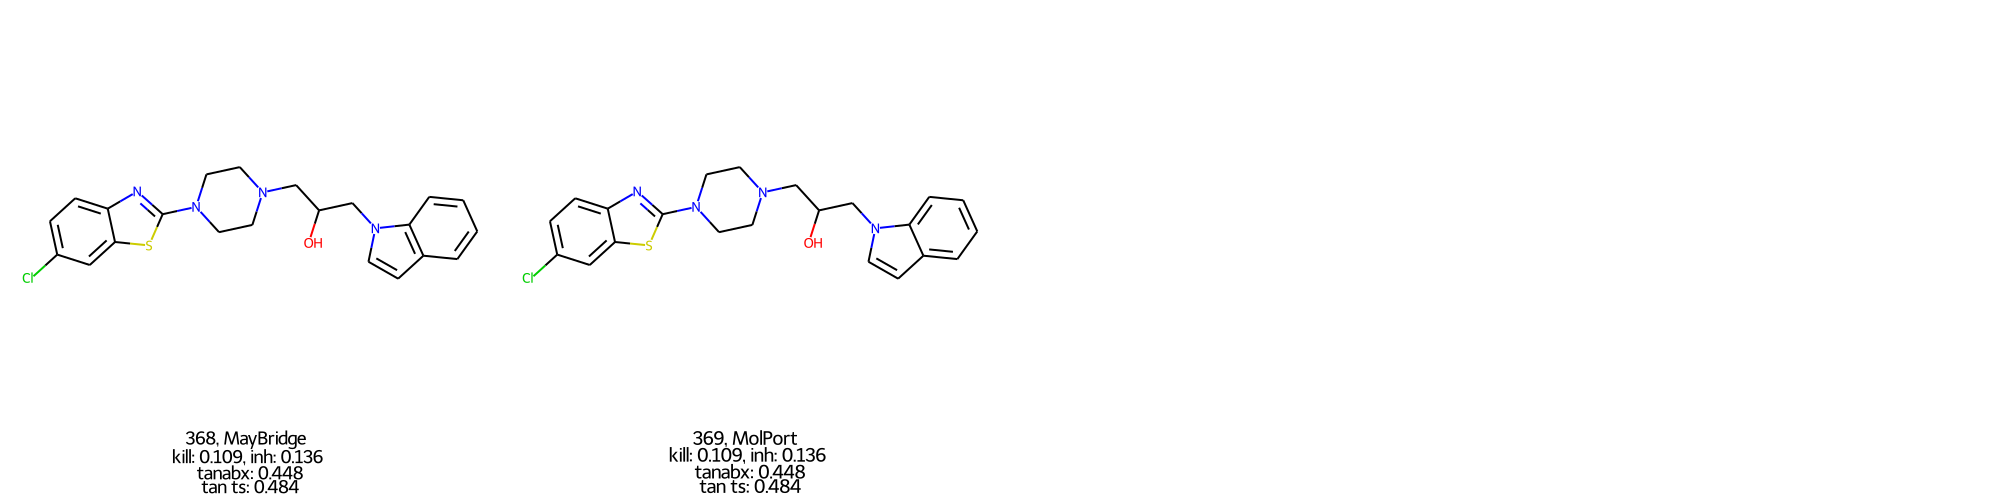 N
N
N
OH
N
S
Cl
368, MayBridge
kill: 0.109, inh: 0.136
tanabx: 0.448
tan ts: 0.484
N
N
N
OH
N
S
Cl
369, MolPort
kill: 0.109, inh: 0.136
tanabx: 0.448
tan ts: 0.484